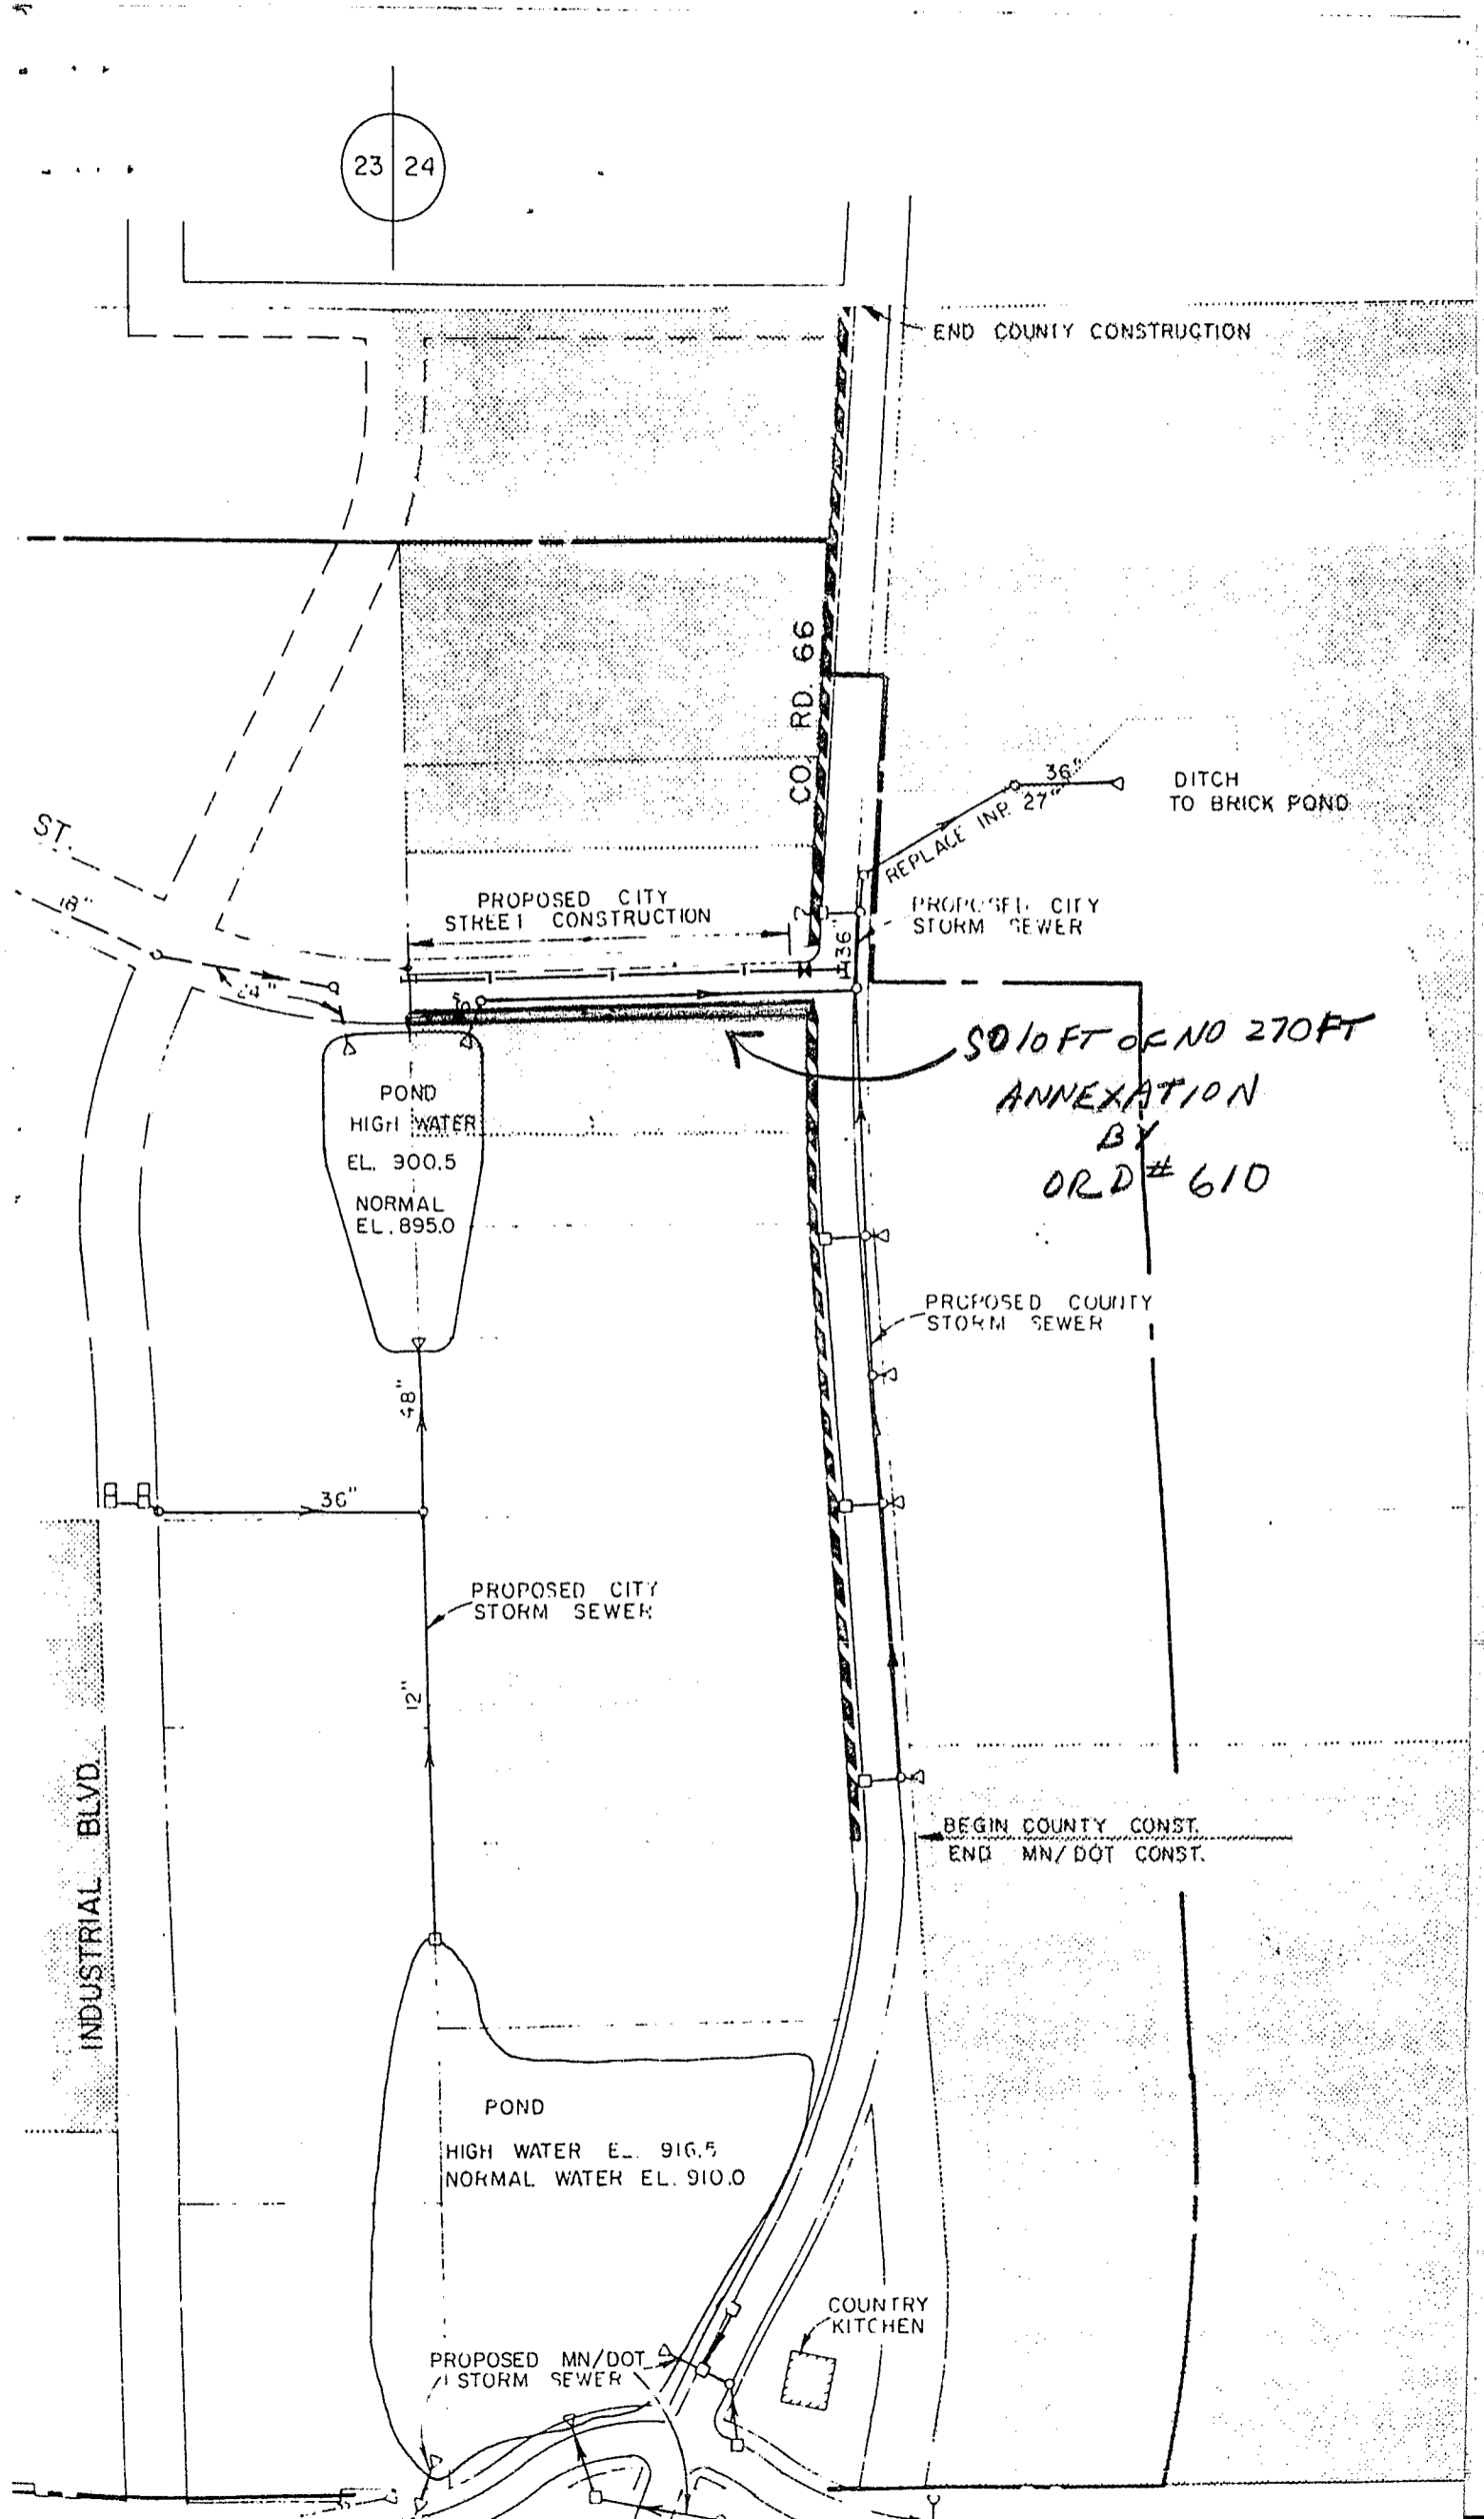 23 24
END COUNTY CONSTRUCTION
CO. RD. 66
36"
REPLACE INP. 27"
DITCH
TO BRICK POND
ST.
18"
24"
PROPOSED CITY
STREET CONSTRUCTION
36"
PROPOSED CITY
STORM SEWER
SO 10 FT OF NO 270 FT
ANNEXATION
BY
ORD # 610
POND
HIGH WATER
EL. 900.5
NORMAL
EL. 895.0
PROPOSED COUNTY
STORM SEWER
48"
36"
PROPOSED CITY
STORM SEWER
12"
INDUSTRIAL BLVD.
BEGIN COUNTY CONST.
END MN/DOT CONST.
POND
HIGH WATER EL. 916.5
NORMAL WATER EL. 910.0
COUNTRY
KITCHEN
PROPOSED MN/DOT
STORM SEWER